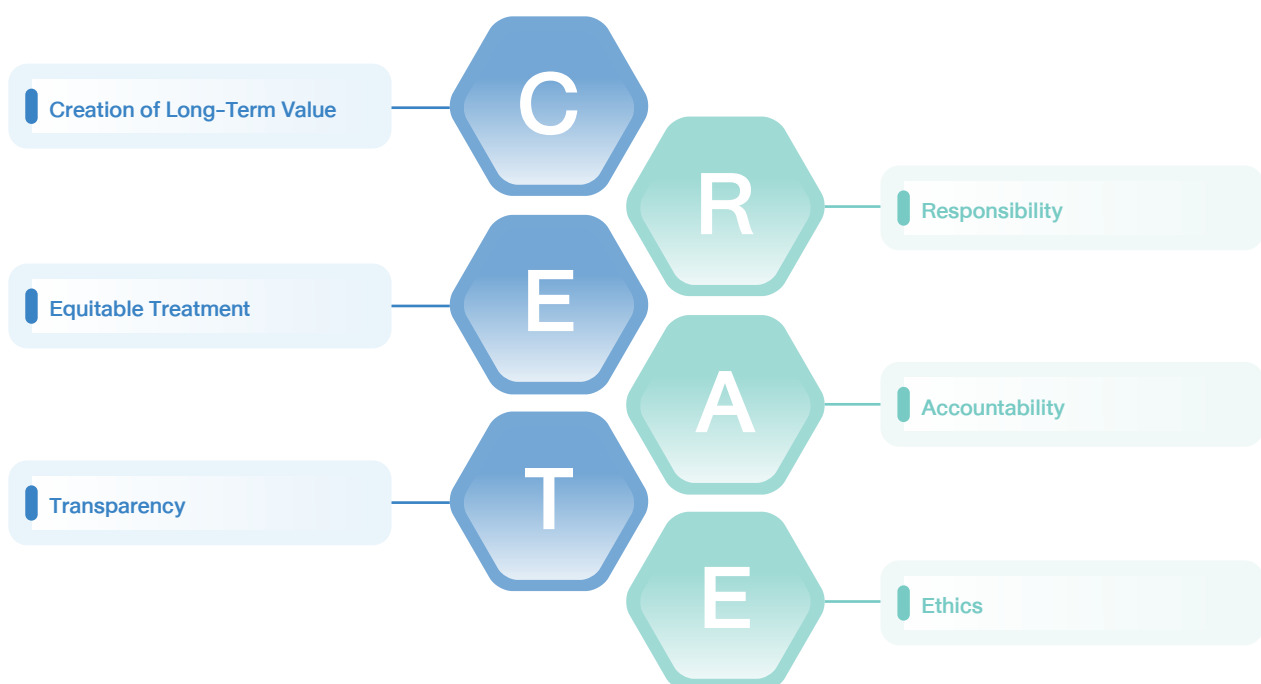 C
Creation of Long-Term Value
R
Responsibility
E
Equitable Treatment
A
Accountability
T
Transparency
E
Ethics